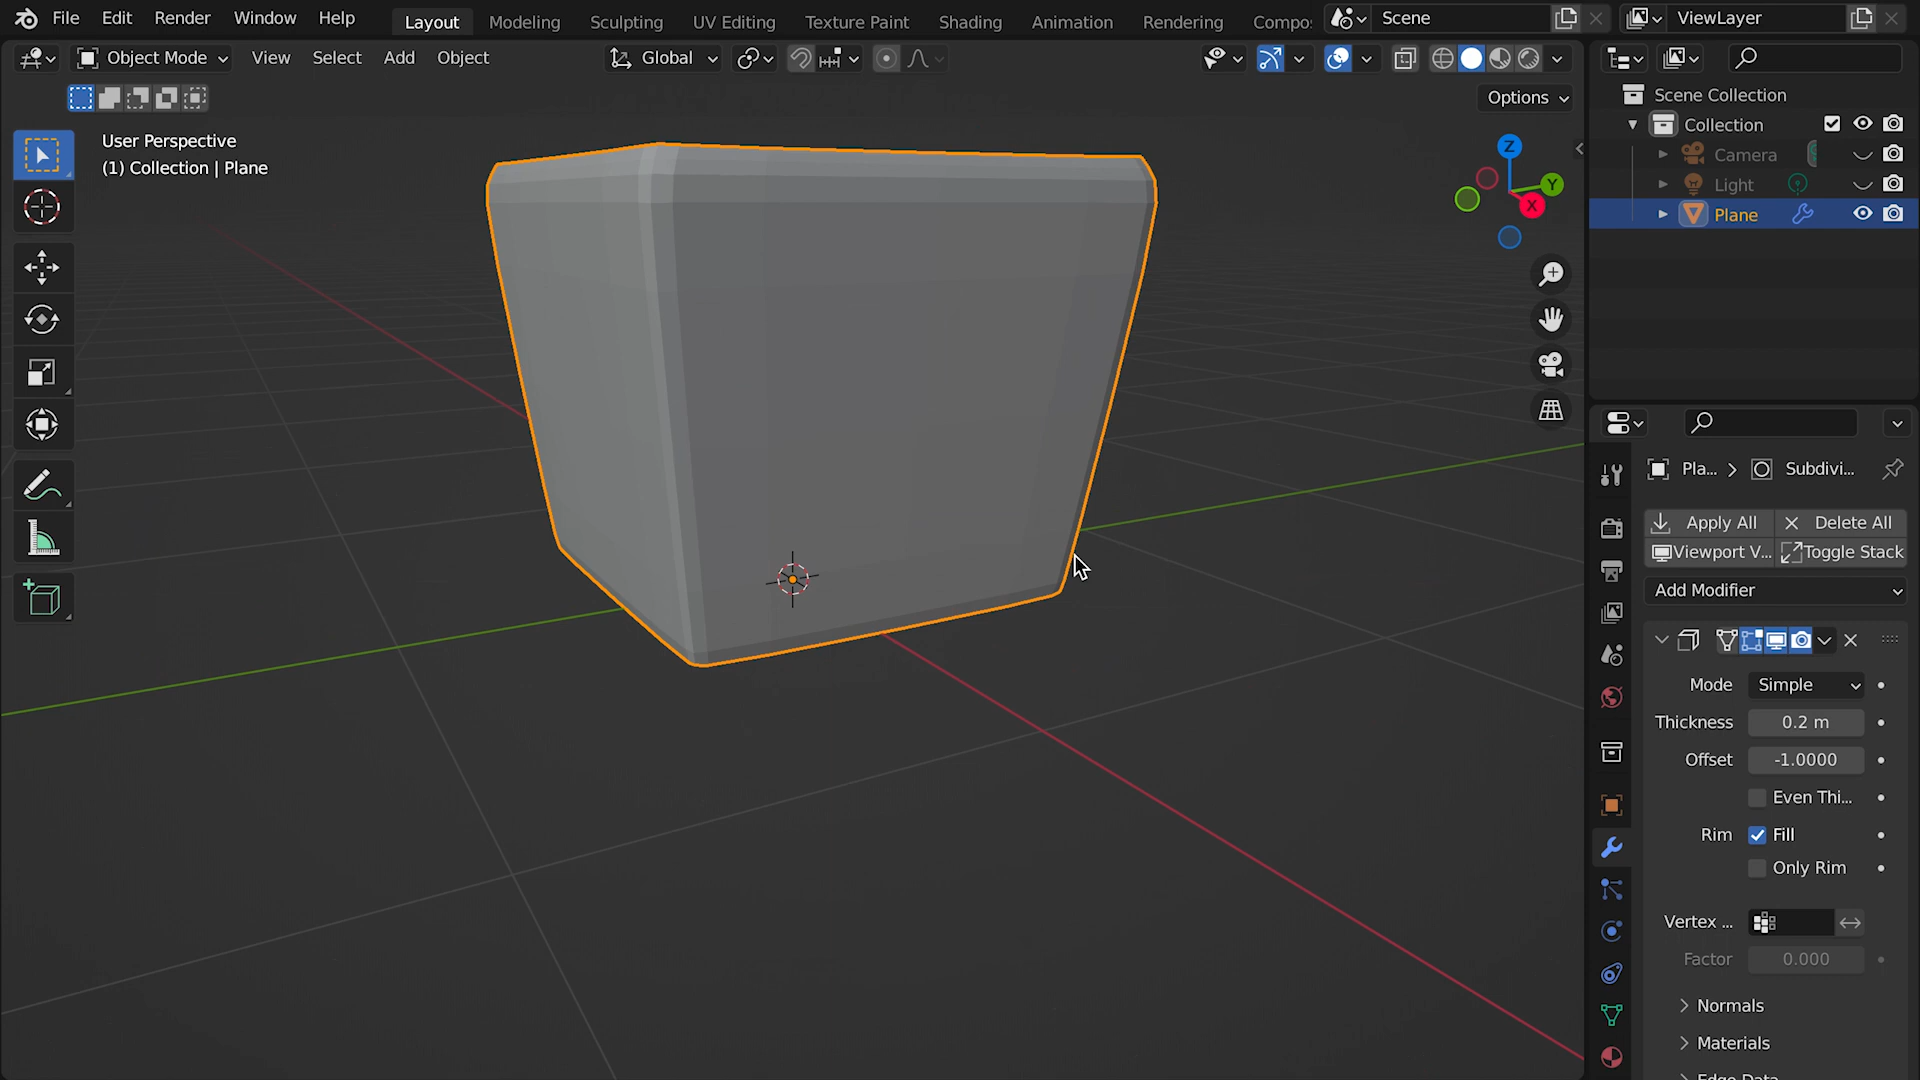 File Edit Render Window Help Layout Modeling Sculpting UV Editing Texture Paint Shading Animation Rendering Compo Scene ViewLayer
Object Mode View Select Add Object Global
Options
User Perspective
(1) Collection | Plane
Z
Y
X
Scene Collection
Collection
Camera
Light
Plane
Pla... Subdivi...
Apply All Delete All
Viewport V... Toggle Stack
Add Modifier
Mode Simple
Thickness 0.2 m
Offset -1.0000
Even Thi...
Rim Fill
Only Rim
Vertex ...
Factor 0.000
Normals
Materials
Edge Data